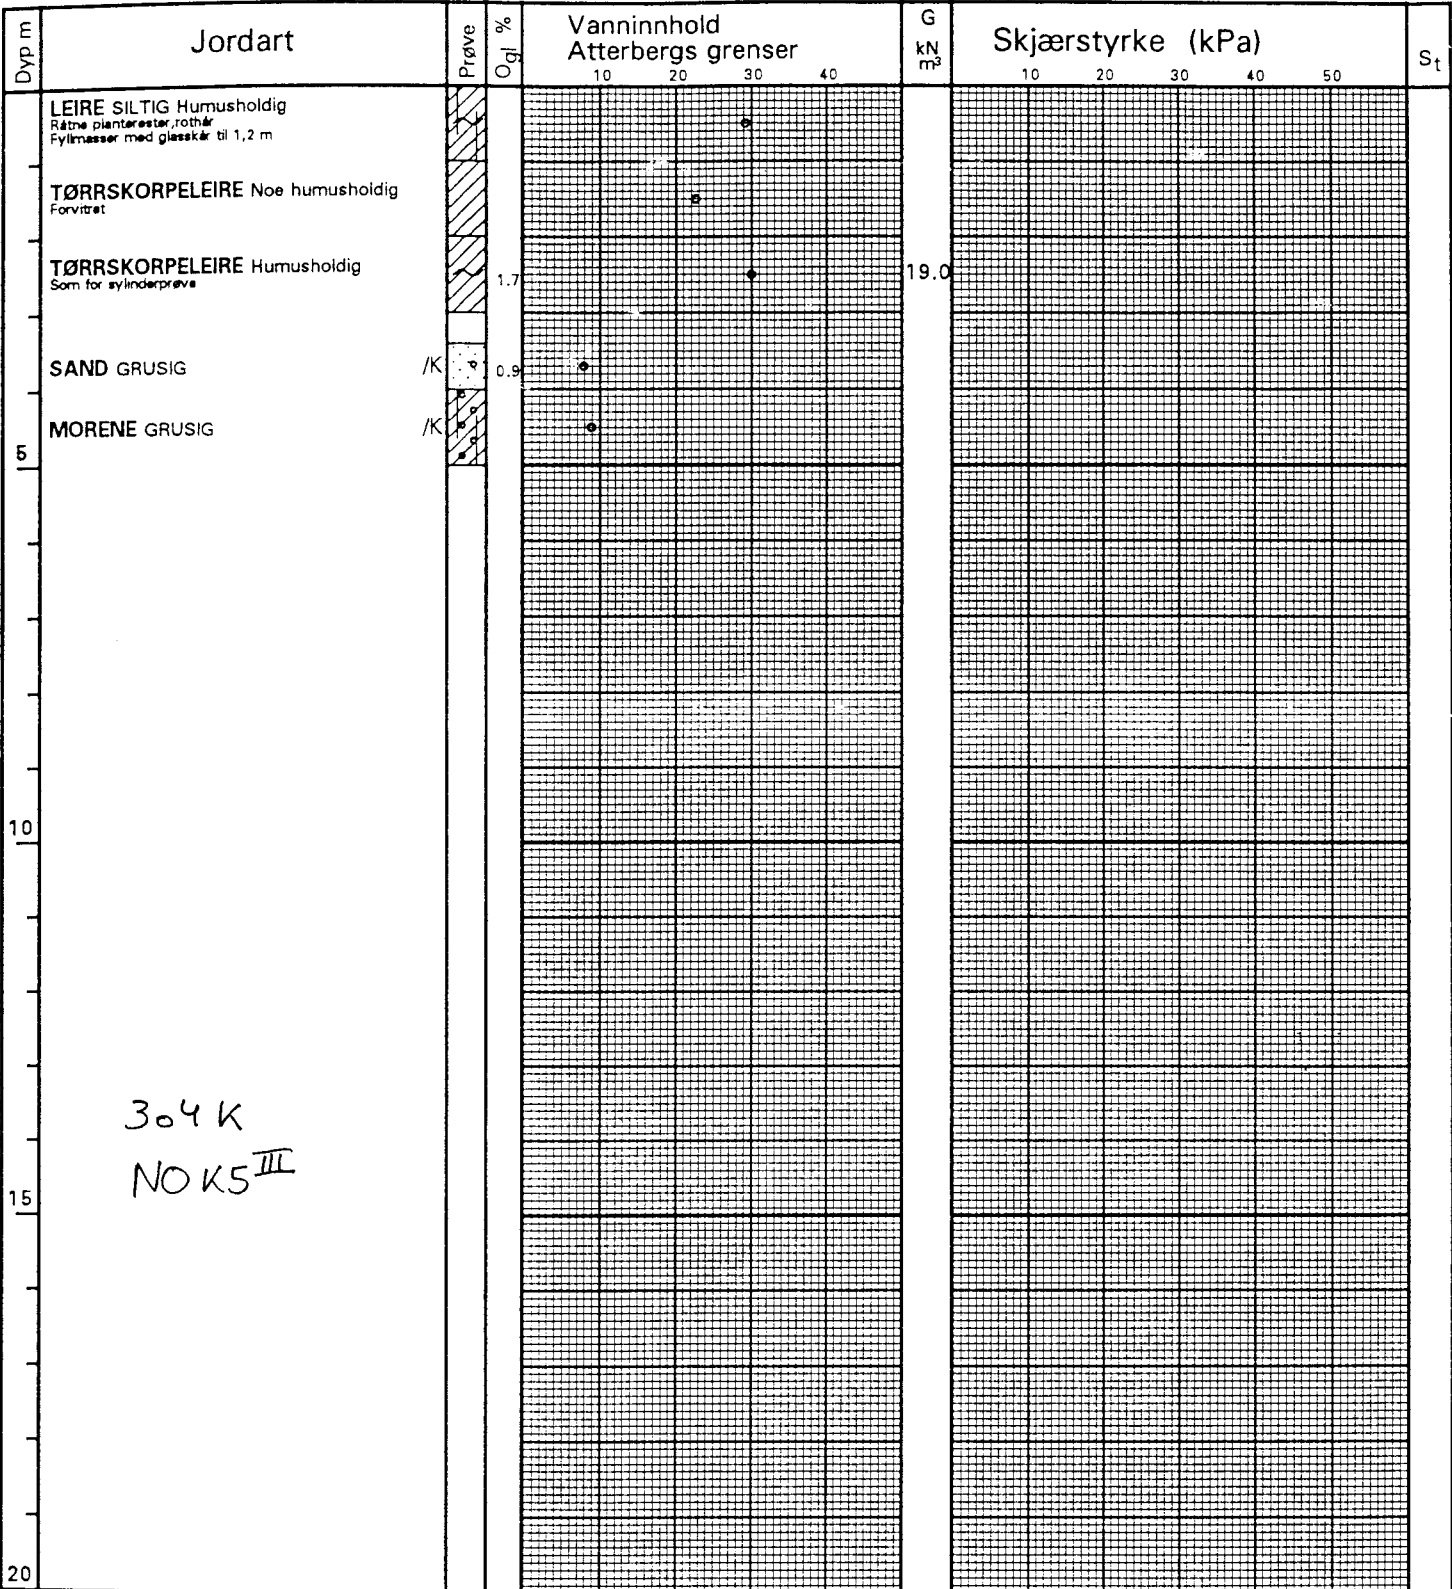 Dyp m
Jordart
Prøve
Ogl %
Vanninnhold
Atterbergs grenser
10 20 30 40
G
kN
m³
Skjærstyrke (kPa)
10 20 30 40 50
St
LEIRE SILTIG Humusholdig
Råtne planterester,rothår
Fyllmasser med glasskår til 1,2 m
TØRRSKORPELEIRE Noe humusholdig
Forvitret
TØRRSKORPELEIRE Humusholdig
Som for sylinderprøve
1.7
19.0
SAND GRUSIG /K
0.9
MORENE GRUSIG /K
5
10
304 K
NO K5 III
15
20